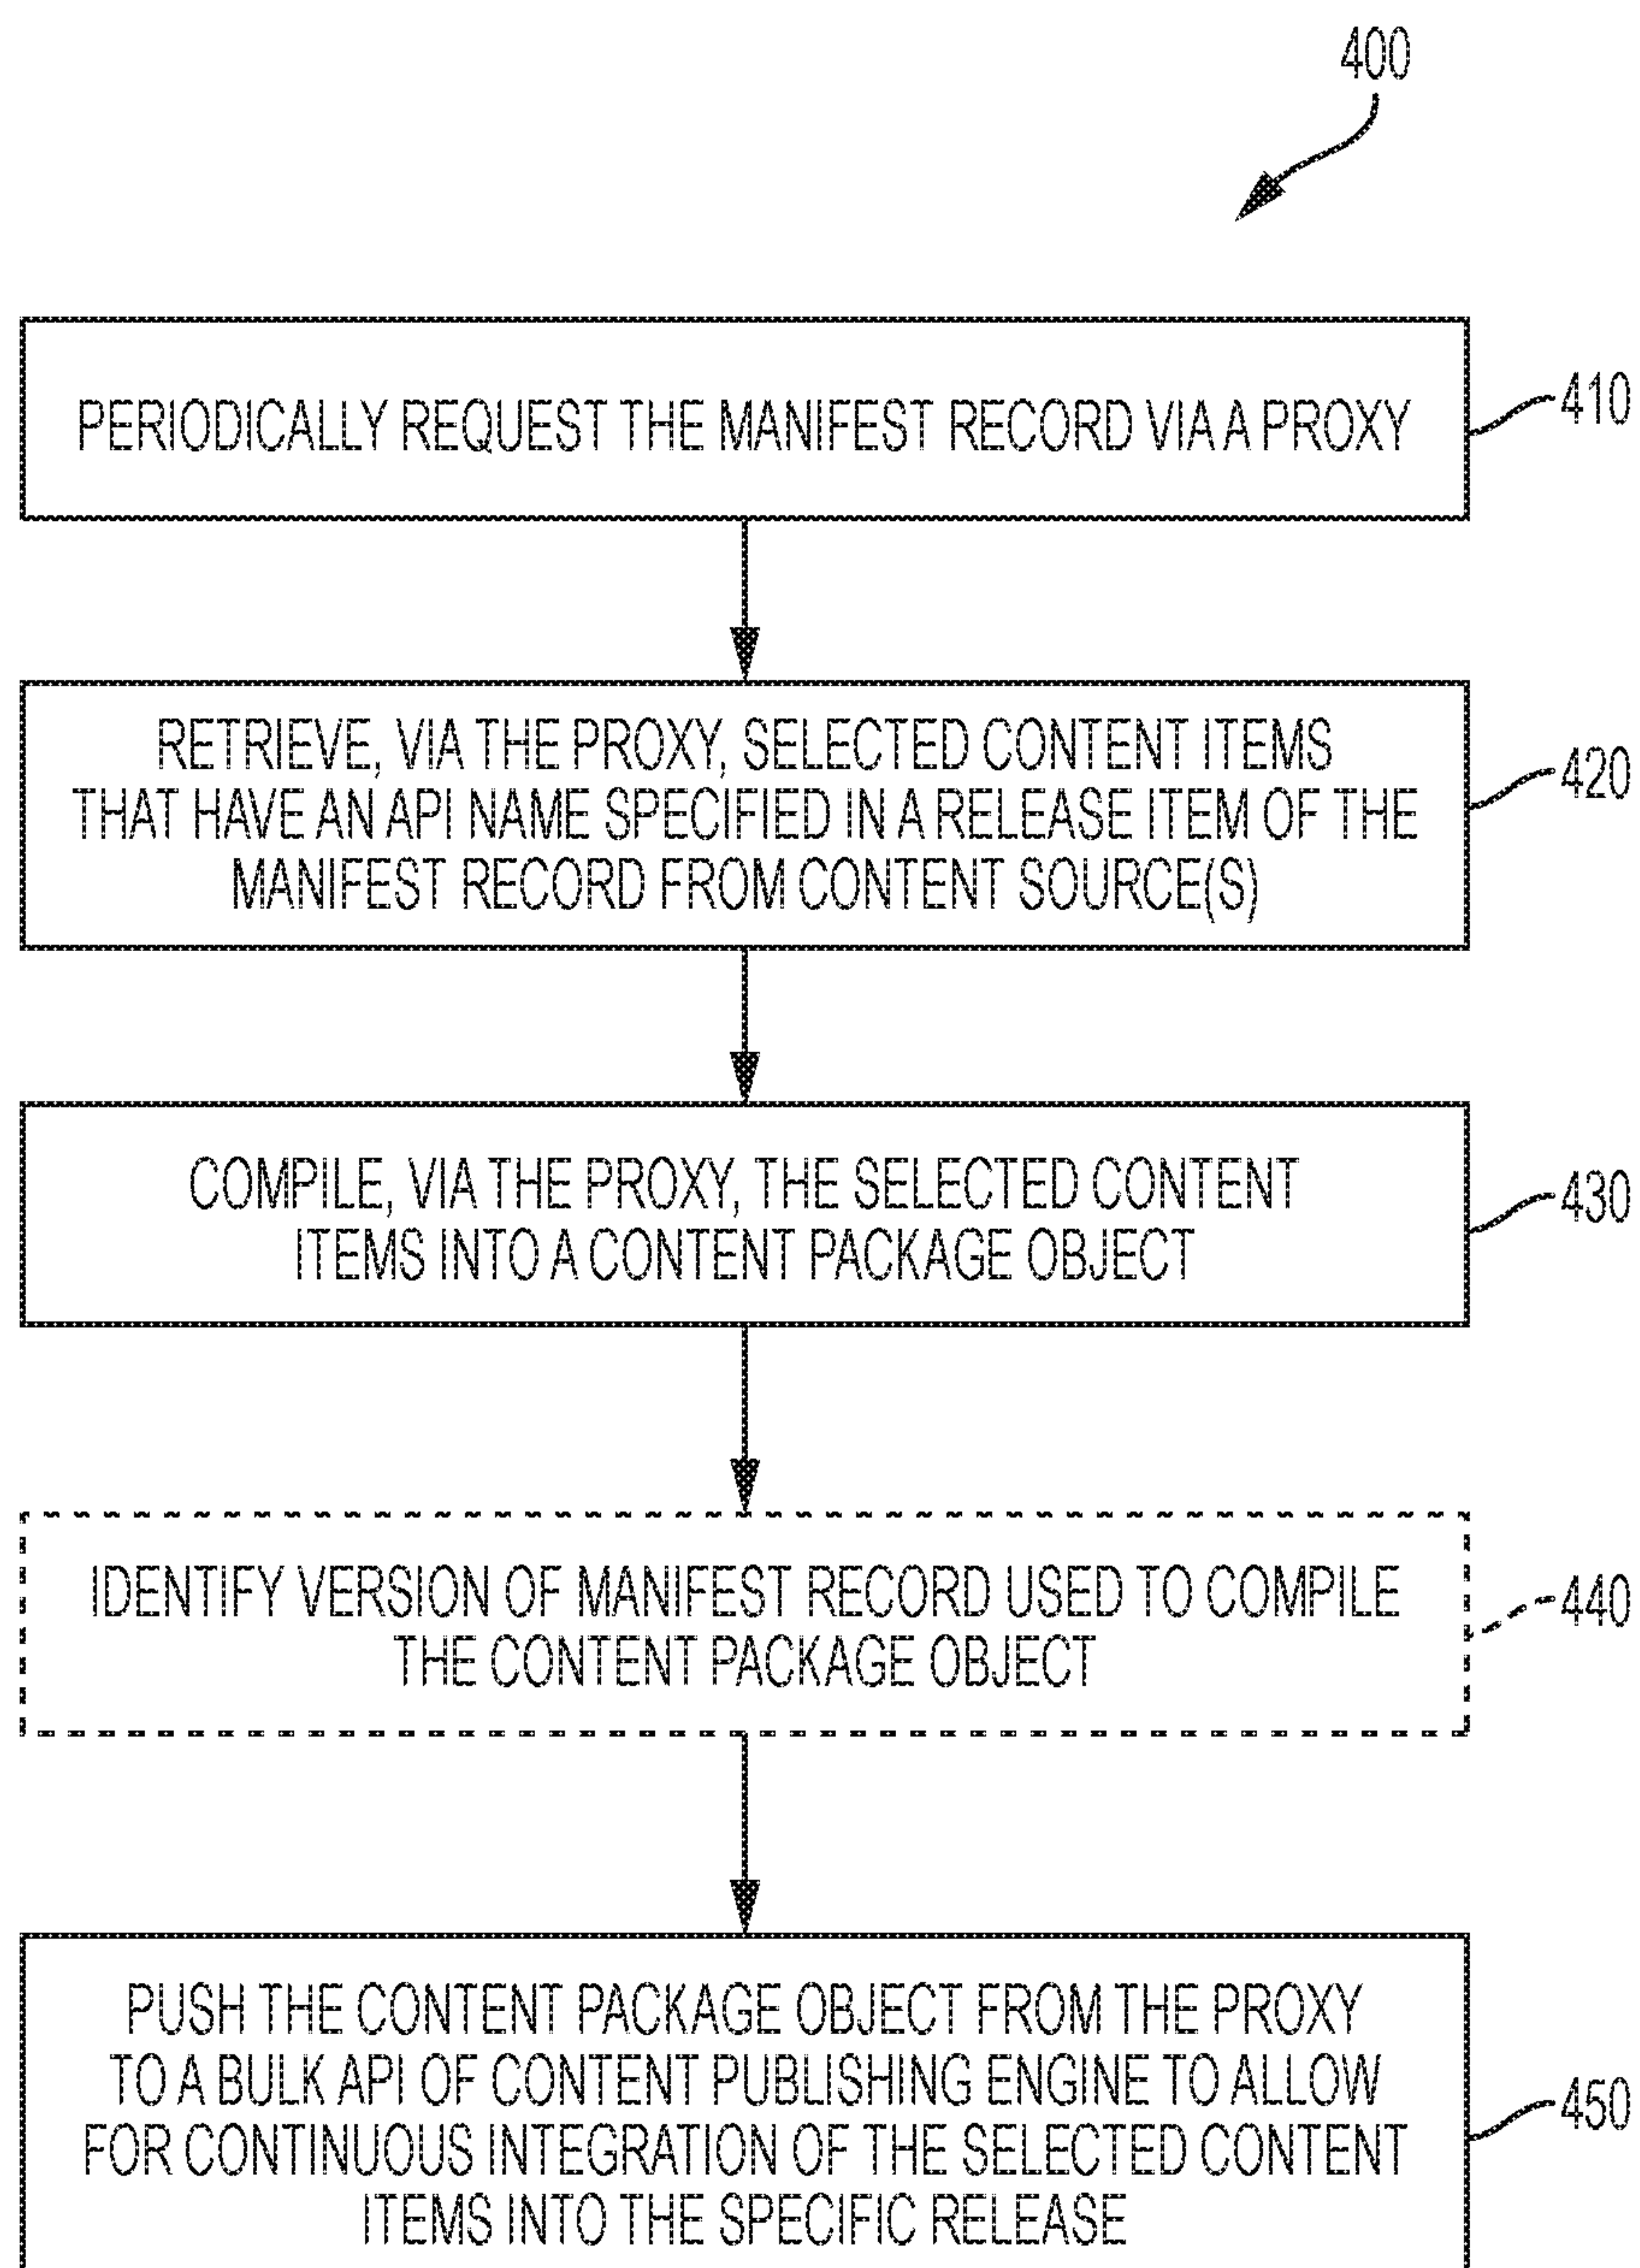 400
PERIODICALLY REQUEST THE MANIFEST RECORD VIA A PROXY
410
RETRIEVE, VIA THE PROXY, SELECTED CONTENT ITEMS
THAT HAVE AN API NAME SPECIFIED IN A RELEASE ITEM OF THE
MANIFEST RECORD FROM CONTENT SOURCE(S)
420
COMPILE, VIA THE PROXY, THE SELECTED CONTENT
ITEMS INTO A CONTENT PACKAGE OBJECT
430
IDENTIFY VERSION OF MANIFEST RECORD USED TO COMPILE
THE CONTENT PACKAGE OBJECT
440
PUSH THE CONTENT PACKAGE OBJECT FROM THE PROXY
TO A BULK API OF CONTENT PUBLISHING ENGINE TO ALLOW
FOR CONTINUOUS INTEGRATION OF THE SELECTED CONTENT
ITEMS INTO THE SPECIFIC RELEASE
450